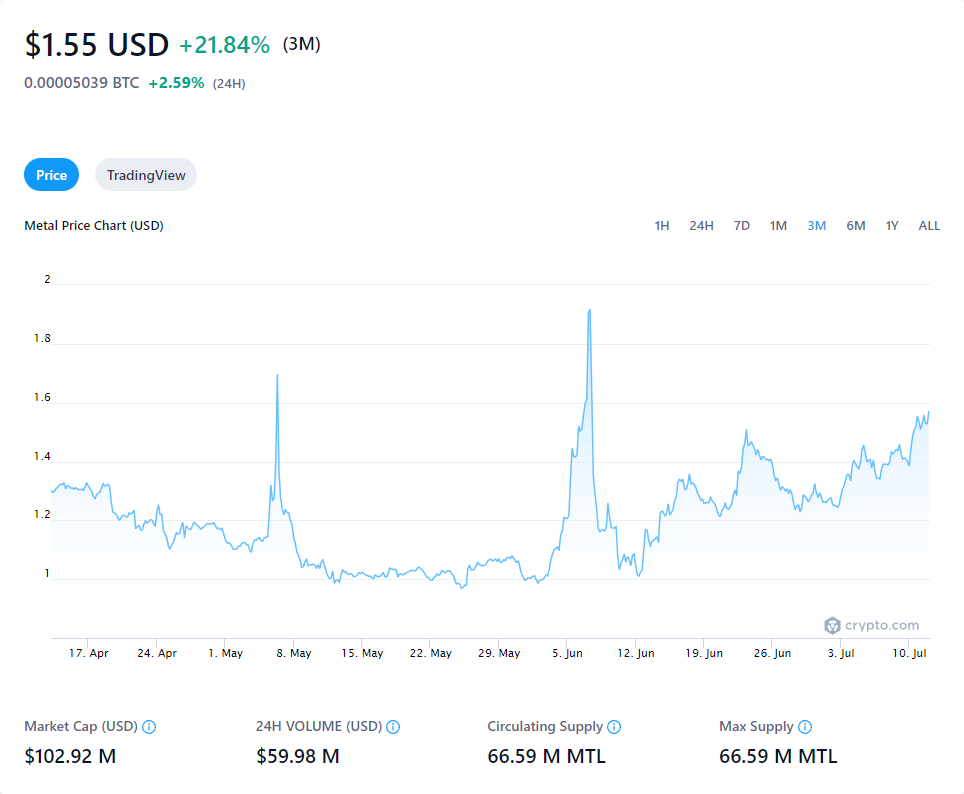 $1.55 USD +21.84% (3M)
0.00005039 BTC +2.59% (24H)
Price TradingView
Metal Price Chart (USD) 1H 24H 7D 1M 3M 6M 1Y ALL
2
1.8
1.6
1.4
1.2
1
crypto.com
17. Apr 24. Apr 1. May 8. May 15. May 22. May 29. May 5. Jun 12. Jun 19. Jun 26. Jun 3. Jul 10. Jul
Market Cap (USD) 24H VOLUME (USD) Circulating Supply Max Supply
$102.92 M $59.98 M 66.59 M MTL 66.59 M MTL